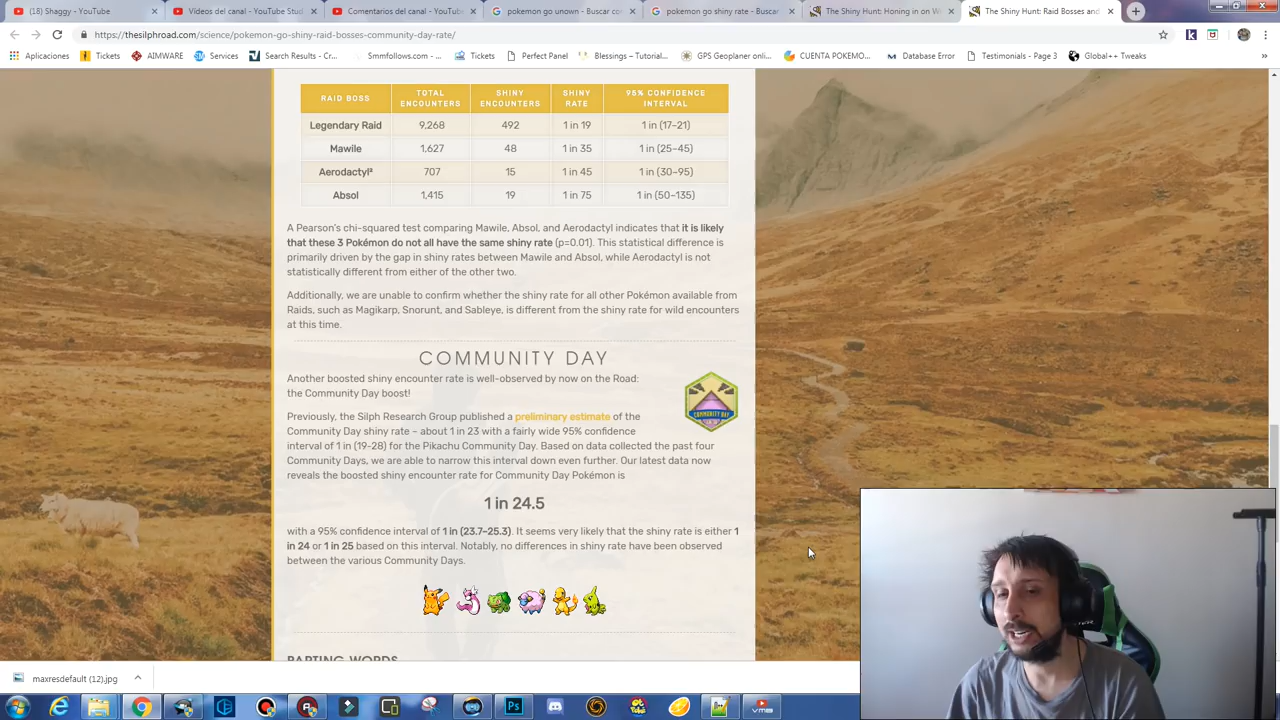 (18) Shaggy - YouTube
Vídeos del canal - YouTube Stud
Comentarios del canal - YouTub
pokemon go unown - Buscar co
pokemon go shiny rate - Busca
The Shiny Hunt: Honing in on W
The Shiny Hunt: Raid Bosses and
https://thesilphroad.com/science/pokemon-go-shiny-raid-bosses-community-day-rate/
Aplicaciones Tickets AIMWARE Services Search Results - Cr... Smmfollows.com - ... Tickets Perfect Panel Blessings – Tutorial... GPS Geoplaner onlin... CUENTA POKEMO... Database Error Testimonials - Page 3 Global++ Tweaks
RAID BOSS TOTAL ENCOUNTERS SHINY ENCOUNTERS SHINY RATE 95% CONFIDENCE INTERVAL
Legendary Raid 9,268 492 1 in 19 1 in (17–21)
Mawile 1,627 48 1 in 35 1 in (25–45)
Aerodactyl² 707 15 1 in 45 1 in (30–95)
Absol 1,415 19 1 in 75 1 in (50–135)
A Pearson's chi-squared test comparing Mawile, Absol, and Aerodactyl indicates that it is likely
that these 3 Pokémon do not all have the same shiny rate (p=0.01). This statistical difference is
primarily driven by the gap in shiny rates between Mawile and Absol, while Aerodactyl is not
statistically different from either of the other two.
Additionally, we are unable to confirm whether the shiny rate for all other Pokémon available from
Raids, such as Magikarp, Snorunt, and Sableye, is different from the shiny rate for wild encounters
at this time.
COMMUNITY DAY
Another boosted shiny encounter rate is well-observed by now on the Road:
the Community Day boost!
COMMUNITY DAY
Previously, the Silph Research Group published a preliminary estimate of the
Community Day shiny rate – about 1 in 23 with a fairly wide 95% confidence
interval of 1 in (19-28) for the Pikachu Community Day. Based on data collected the past four
Community Days, we are able to narrow this interval down even further. Our latest data now
reveals the boosted shiny encounter rate for Community Day Pokémon is
1 in 24.5
with a 95% confidence interval of 1 in (23.7–25.3). It seems very likely that the shiny rate is either 1
in 24 or 1 in 25 based on this interval. Notably, no differences in shiny rate have been observed
between the various Community Days.
PARTING WORDS
maxresdefault (12).jpg